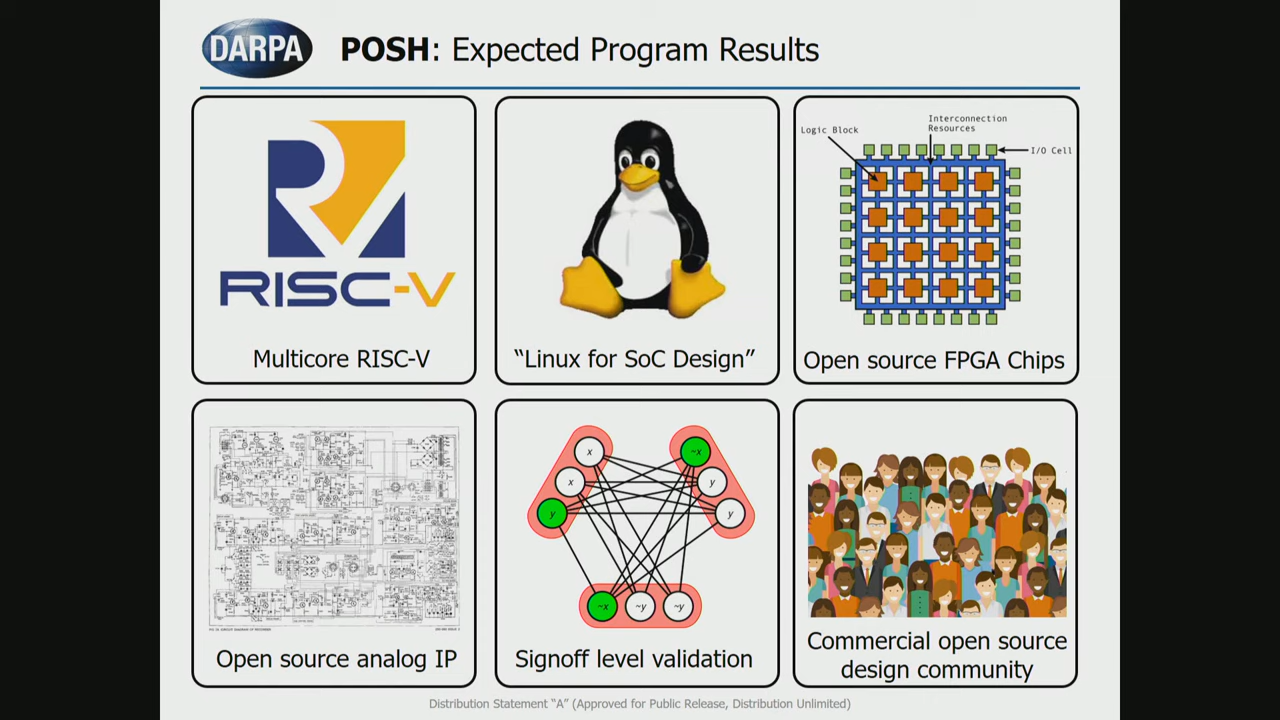 DARPA
POSH: Expected Program Results
RISC-V
Multicore RISC-V
“Linux for SoC Design”
Logic Block
Interconnection
Resources
I/O Cell
Open source FPGA Chips
Open source analog IP
x
x
y
~x
y
y
~x
~y
~y
Signoff level validation
Commercial open source
design community
Distribution Statement “A” (Approved for Public Release, Distribution Unlimited)